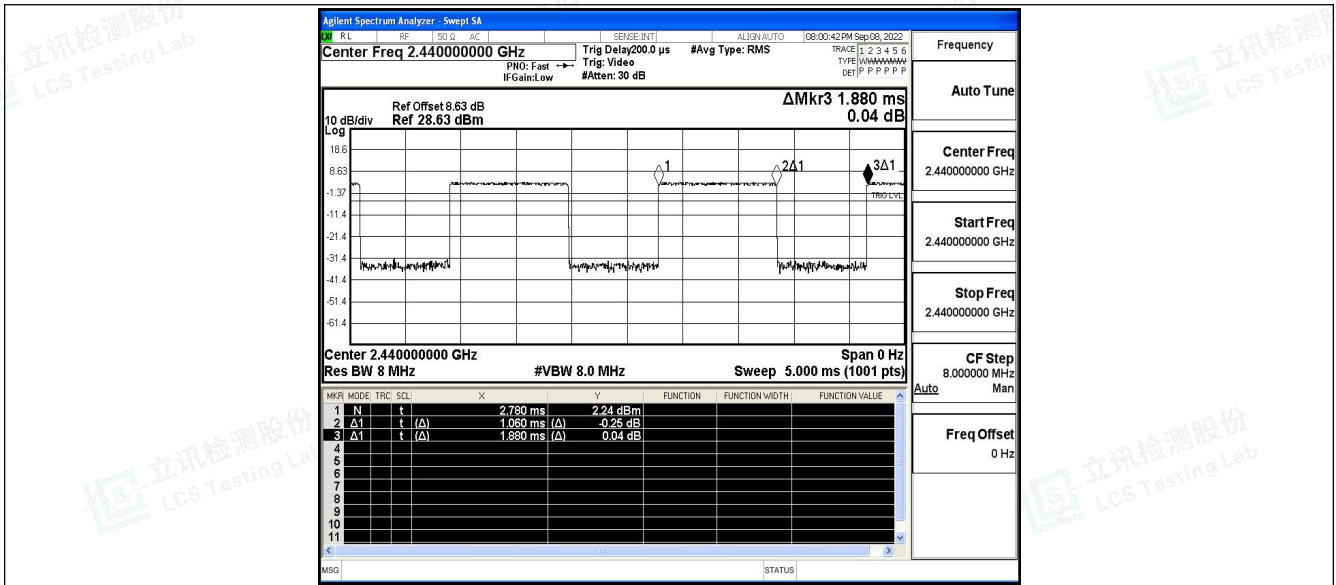 Agilent Spectrum Analyzer - Swept SA
LXI RL RF 50 Ω AC SENSE:INT ALIGN AUTO 08:00:42 PM Sep 08, 2022
Center Freq 2.440000000 GHz
PNO: Fast
IFGain:Low
Trig Delay200.0 µs
Trig: Video
#Atten: 30 dB
#Avg Type: RMS
TRACE 1 2 3 4 5 6
TYPE WWWWWW
DET P P P P P P
Ref Offset 8.63 dB
10 dB/div Ref 28.63 dBm
Log
ΔMkr3 1.880 ms
0.04 dB
18.6
8.63
-1.37
-11.4
-21.4
-31.4
-41.4
-51.4
-61.4
1
2Δ1
3Δ1
TRIG LVL
Center 2.440000000 GHz Span 0 Hz
Res BW 8 MHz #VBW 8.0 MHz Sweep 5.000 ms (1001 pts)
MKR MODE TRC SCL X Y FUNCTION FUNCTION WIDTH FUNCTION VALUE
1 N t 2.780 ms 2.24 dBm
2 Δ1 t (Δ) 1.060 ms (Δ) -0.25 dB
3 Δ1 t (Δ) 1.880 ms (Δ) 0.04 dB
4
5
6
7
8
9
10
11
MSG STATUS
Frequency
Auto Tune
Center Freq
2.440000000 GHz
Start Freq
2.440000000 GHz
Stop Freq
2.440000000 GHz
CF Step
8.000000 MHz
Auto Man
Freq Offset
0 Hz
立讯检测股份
LCS Testing Lab
立讯检测股份
LCS Testing Lab
立讯检测股份
LCS Testing Lab
立讯检测股份
LCS Testing Lab